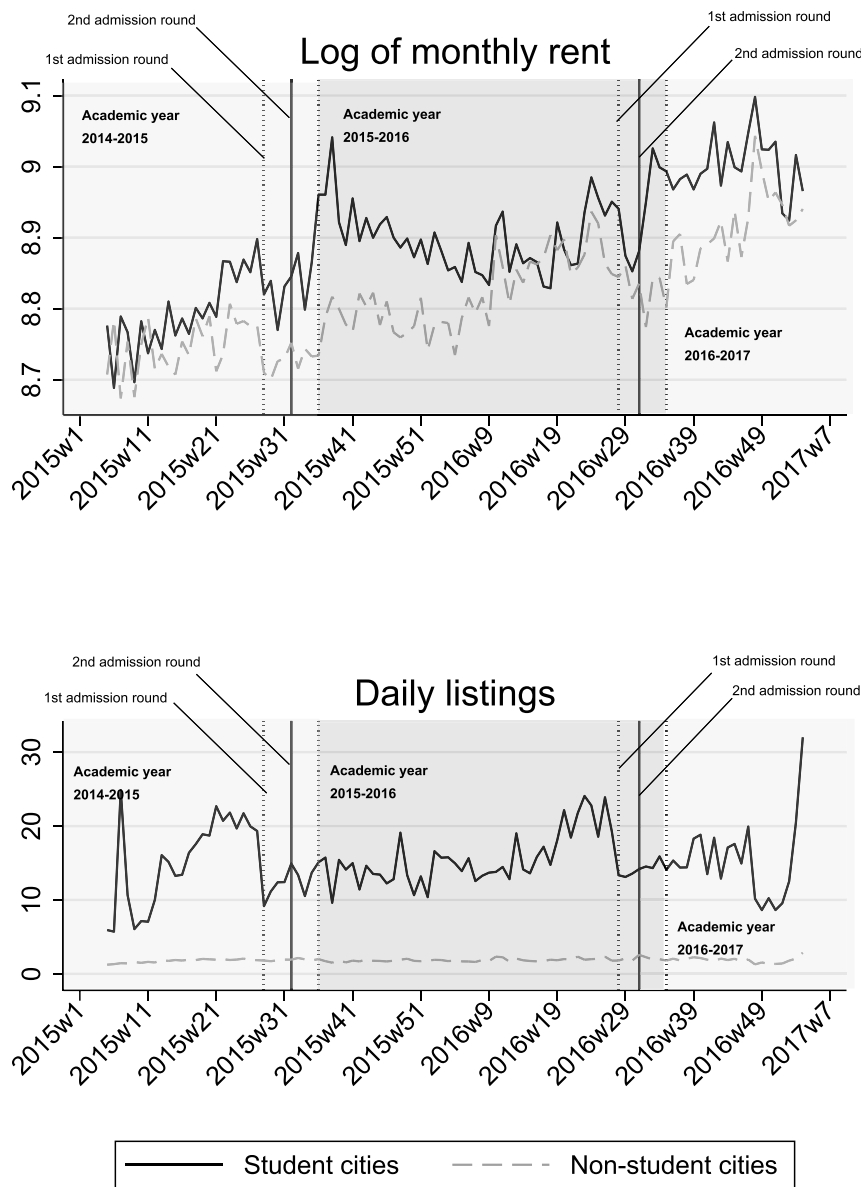 2nd admission round
1st admission round
1st admission round
2nd admission round
Log of monthly rent
Academic year
2014-2015
Academic year
2015-2016
Academic year
2016-2017
9.1
9
8.9
8.8
8.7
2015w1
2015w11
2015w21
2015w31
2015w41
2015w51
2016w9
2016w19
2016w29
2016w39
2016w49
2017w7
2nd admission round
1st admission round
1st admission round
2nd admission round
Daily listings
Academic year
2014-2015
Academic year
2015-2016
Academic year
2016-2017
30
20
10
0
2015w1
2015w11
2015w21
2015w31
2015w41
2015w51
2016w9
2016w19
2016w29
2016w39
2016w49
2017w7
Student cities
Non-student cities